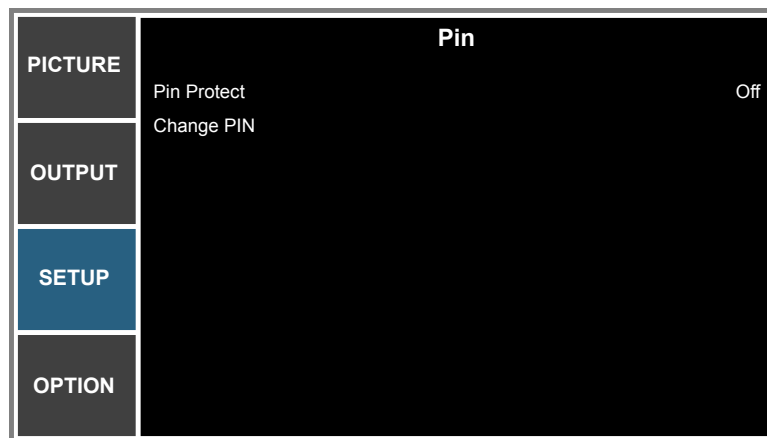 PICTURE
OUTPUT
SETUP
OPTION
Pin
Pin Protect Off
Change PIN